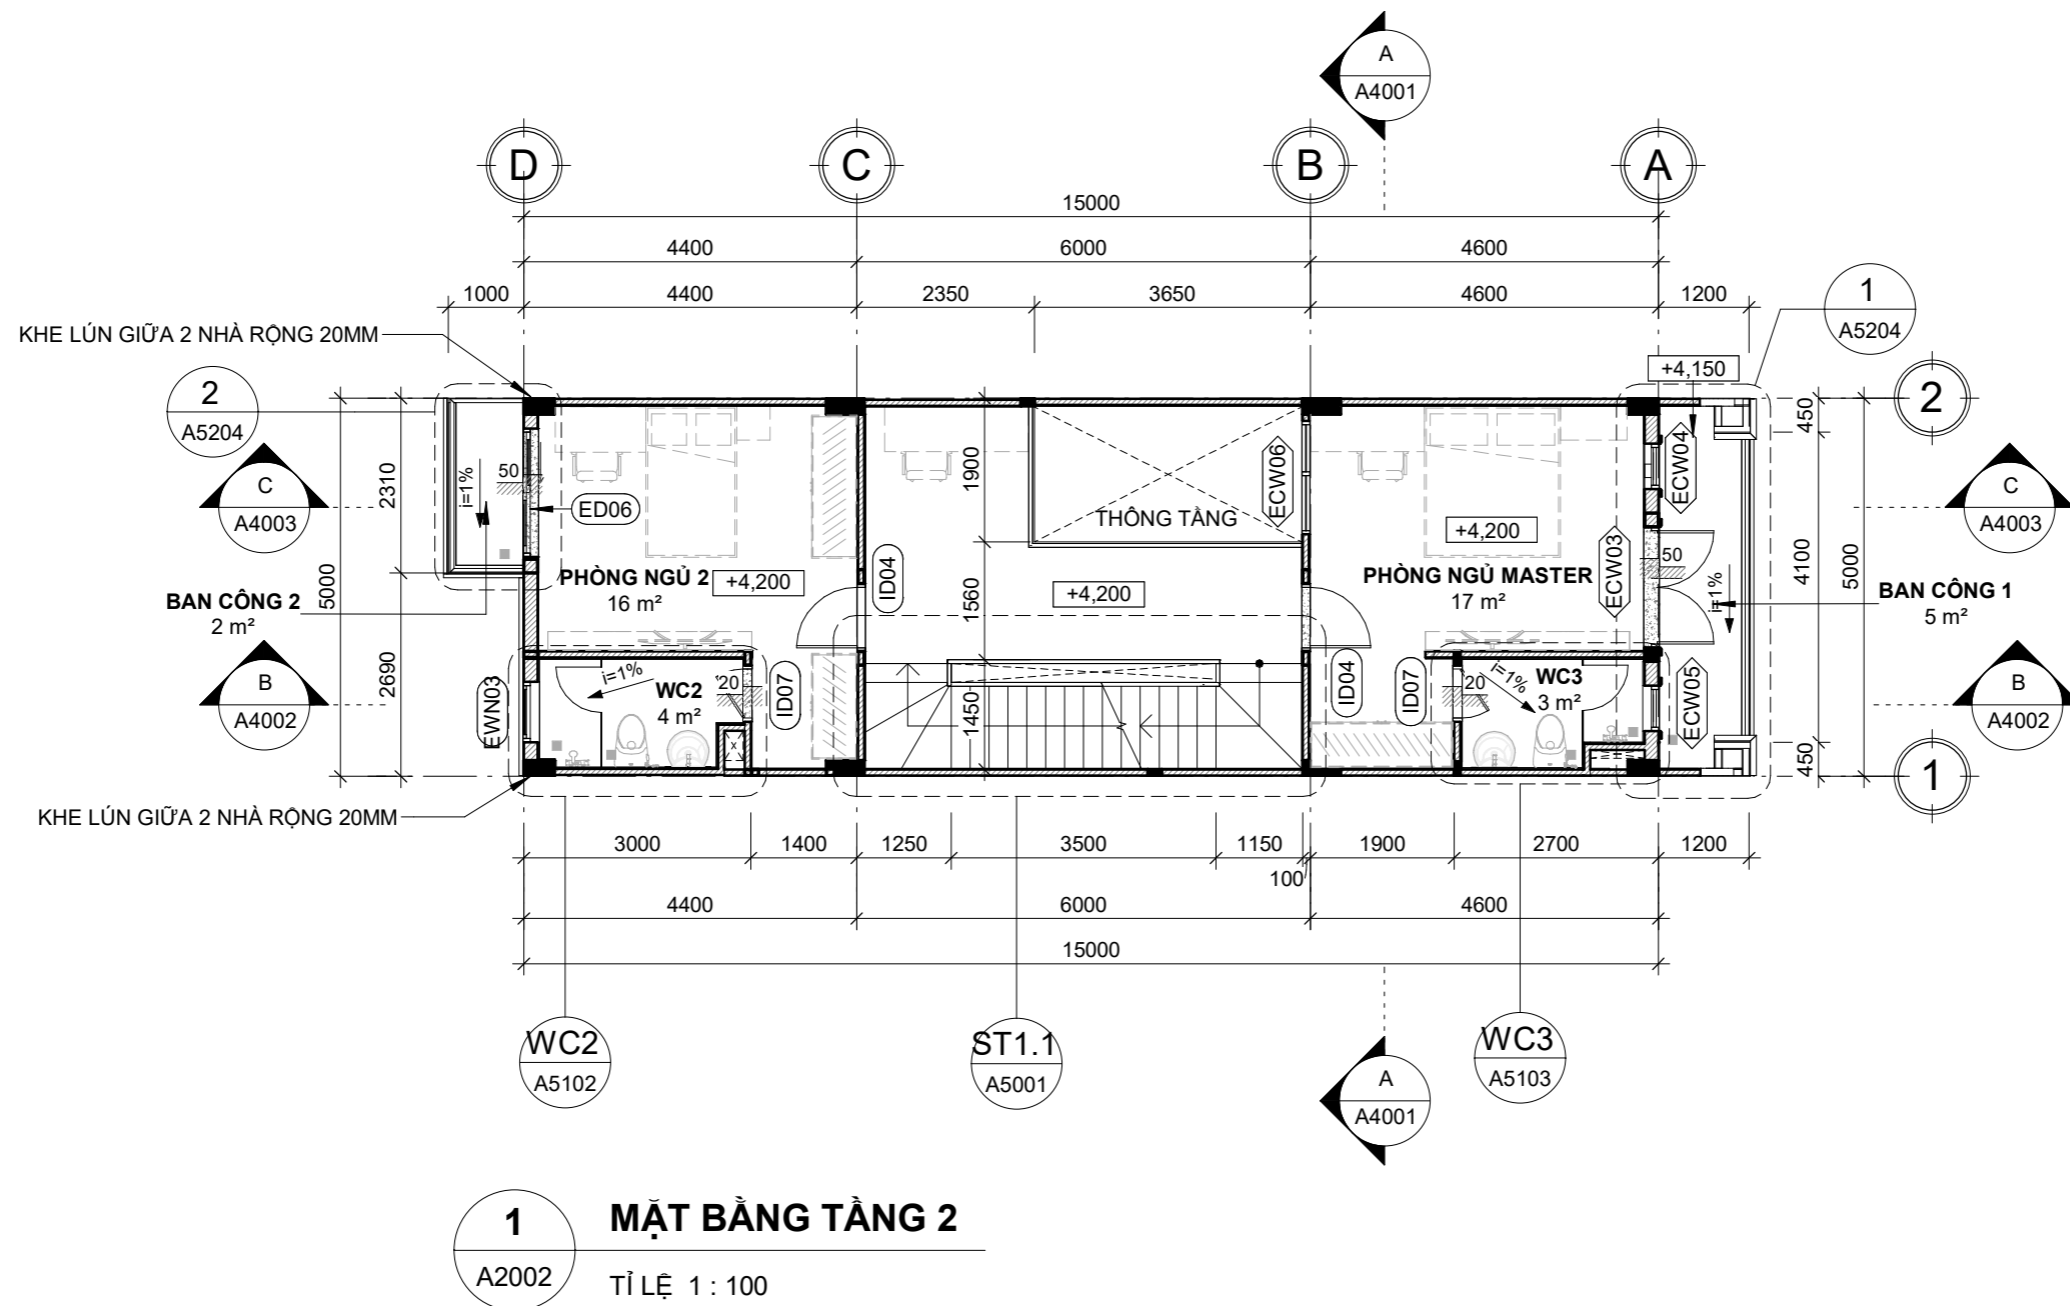 A
A4001
D
C
B
A
15000
4400
6000
4600
1000
4400
2350
3650
4600
1200
1
A5204
KHE LÚN GIỮA 2 NHÀ RỘNG 20MM
+4,150
2
A5204
2
C
A4003
C
A4003
5000
2310
2690
i=1%
50
ED06
1900
1560
1450
THÔNG TẦNG
ECW06
ECW04
ECW03
+4,200
50
i=1%
450
4100
450
5000
PHÒNG NGỦ 2
16 m²
+4,200
ID04
+4,200
PHÒNG NGỦ MASTER
17 m²
BAN CÔNG 2
2 m²
BAN CÔNG 1
5 m²
B
A4002
B
A4002
EWN03
i=1%
WC2
4 m²
20
ID07
ID04
ID07
20
i=1%
WC3
3 m²
ECW05
1
KHE LÚN GIỮA 2 NHÀ RỘNG 20MM
3000
1400
1250
3500
1150
100
1900
2700
1200
4400
6000
4600
15000
WC2
A5102
ST1.1
A5001
WC3
A5103
A
A4001
1
A2002
MẶT BẰNG TẦNG 2
TỈ LỆ 1 : 100